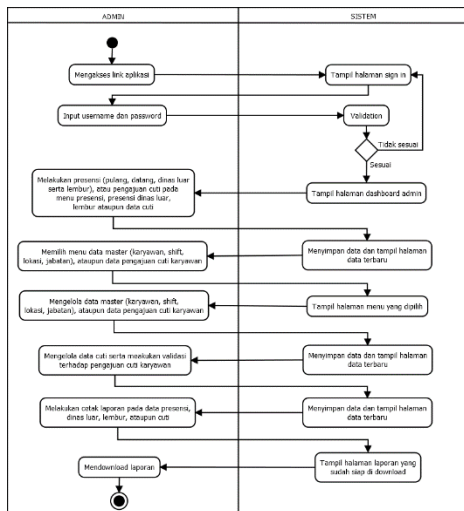 ADMIN
SISTEM
Mengakses link aplikasi
Tampil halaman sign in
Input username dan password
Validation
Tidak sesuai
Sesuai
Melakukan presensi (pulang, datang, dinas luar
serta lembur), atau pengajuan cuti pada
menu presensi, presensi dinas luar,
lembur ataupun data cuti
Tampil halaman dashboard admin
Menyimpan data dan tampil halaman
data terbaru
Memilih menu data master (karyawan, shift,
lokasi, jabatan), ataupun data pengajuan cuti karyawan
Tampil halaman menu yang dipilih
Mengelola data master (karyawan, shift,
lokasi, jabatan), ataupun data pengajuan cuti karyawan
Menyimpan data dan tampil halaman
data terbaru
Mengelola data cuti serta meakukan validasi
terhadap pengajuan cuti karyawan
Menyimpan data dan tampil halaman
data terbaru
Melakukan cetak laporan pada data presensi,
dinas luar, lembur, ataupun cuti
Tampil halaman laporan yang
sudah siap di download
Mendownload laporan